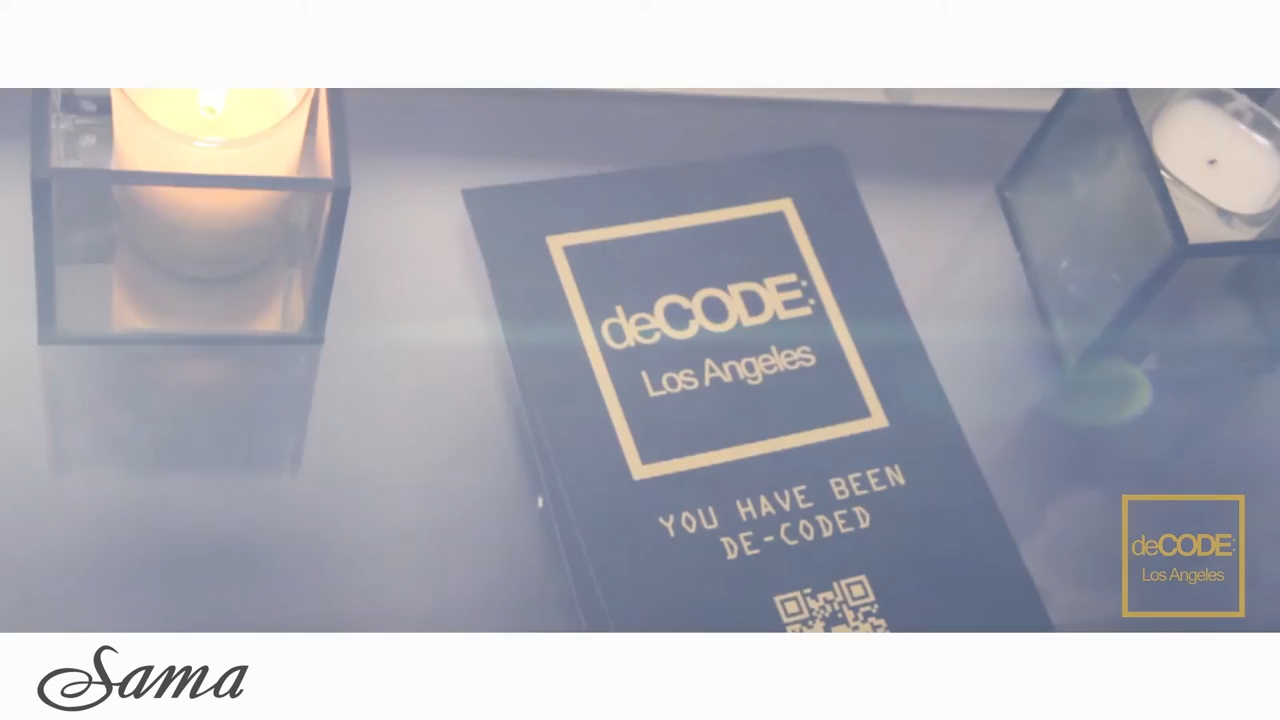 deCODE:
Los Angeles
YOU HAVE BEEN
DE-CODED
deCODE:
Los Angeles
Sama